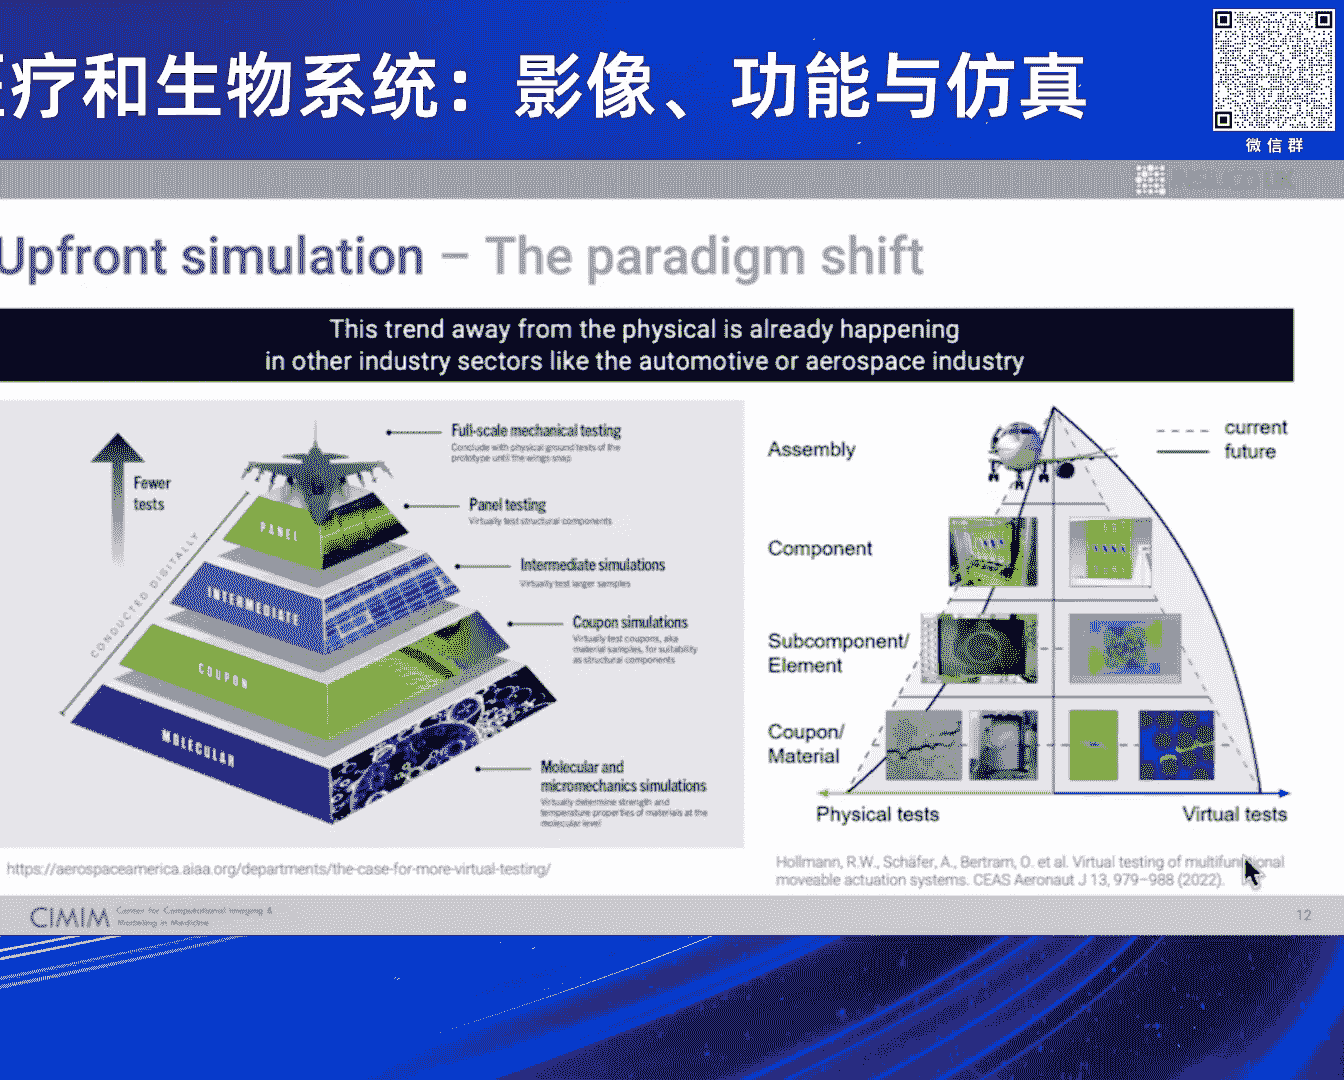 疗和生物系统：影像、功能与仿真
微信群
Upfront simulation – The paradigm shift
This trend away from the physical is already happening
in other industry sectors like the automotive or aerospace industry
Fewer
tests
CONDUCTED DIGITALLY
PANEL
INTERMEDIATE
COUPON
MOLECULAR
Full-scale mechanical testing
Conclude with physical ground tests of the
prototype until the wings snap
Panel testing
Virtually test structural components
Intermediate simulations
Virtually test larger samples
Coupon simulations
Virtually test coupons, aka
material samples, for suitability
as structural components
Molecular and
micromechanics simulations
Virtually determine strength and
temperature properties of materials at the
molecular level
https://aerospaceamerica.aiaa.org/departments/the-case-for-more-virtual-testing/
Assembly
Component
Subcomponent/
Element
Coupon/
Material
current
future
Physical tests
Virtual tests
Hollmann, R.W., Schäfer, A., Bertram, O. et al. Virtual testing of multifunctional
moveable actuation systems. CEAS Aeronaut J 13, 979–988 (2022).
CIMIM
Center for Computational Imaging &
Modeling in Medicine
12